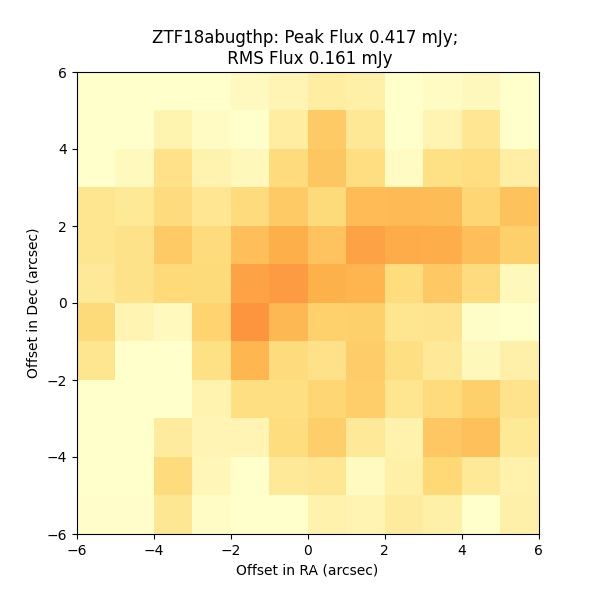 ZTF18abugthp: Peak Flux 0.417 mJy;
RMS Flux 0.161 mJy
6
4
2
0
−2
−4
−6
Offset in Dec (arcsec)
−6 −4 −2 0 2 4 6
Offset in RA (arcsec)